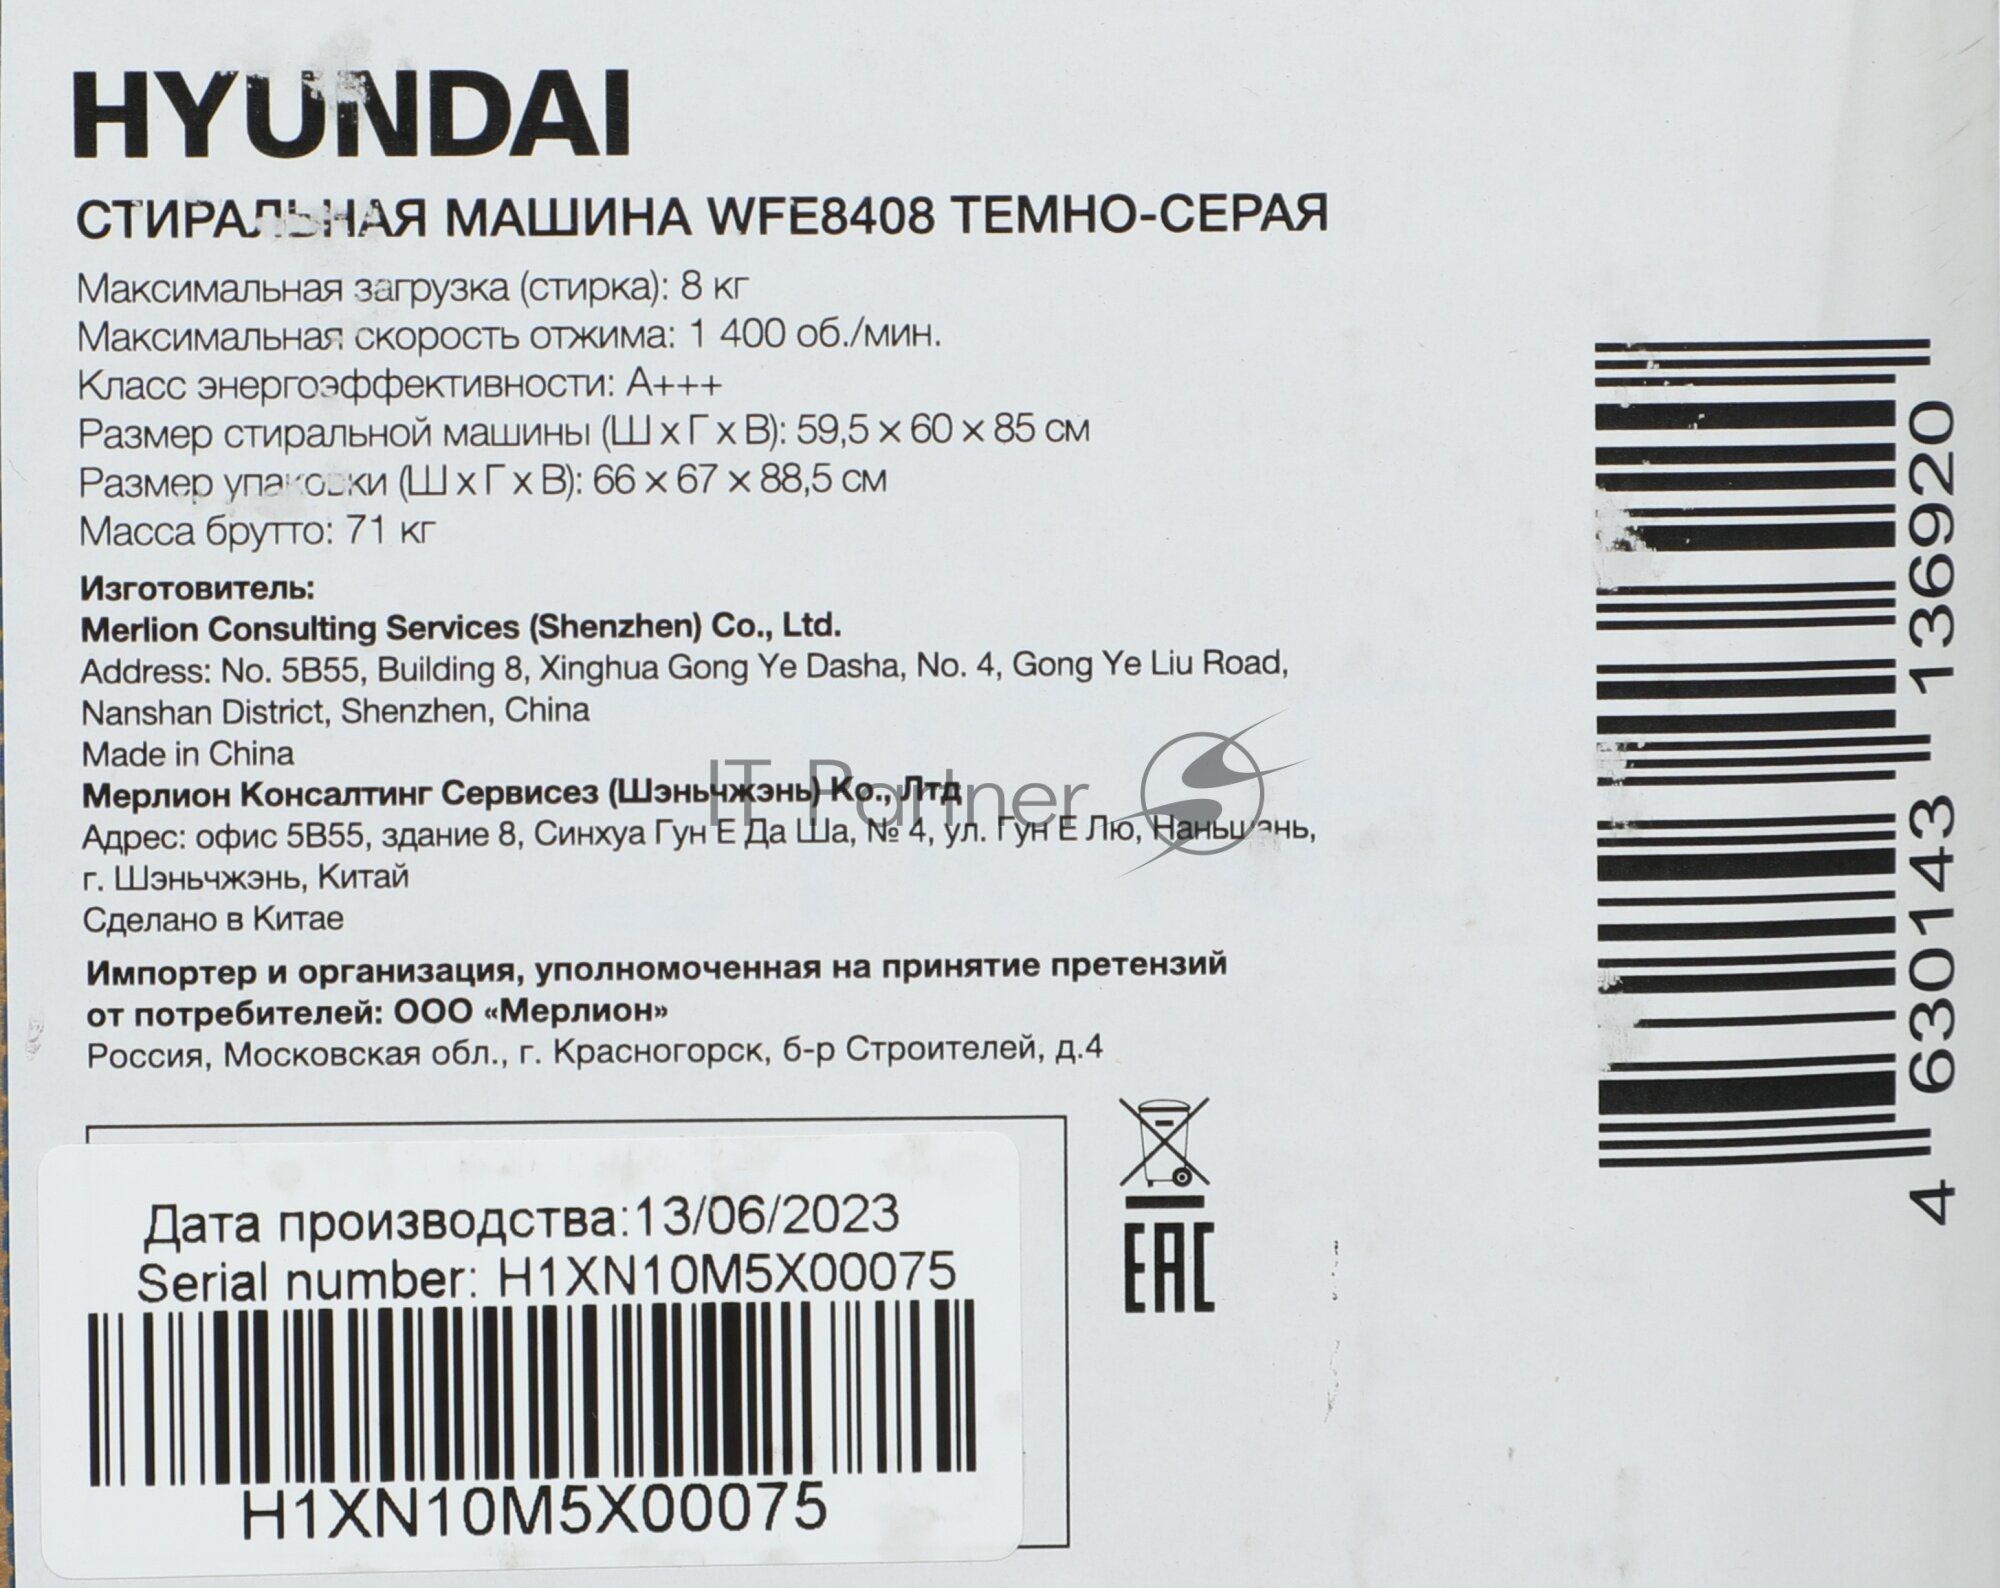 HYUNDAI
СТИРАЛЬНАЯ МАШИНА WFE8408 ТЕМНО-СЕРАЯ
Максимальная загрузка (стирка): 8 кг
Максимальная скорость отжима: 1 400 об./мин.
Класс энергоэффективности: А+++
Размер стиральной машины (Ш х Г х В): 59,5 × 60 × 85 см
Размер упаковки (Ш х Г х В): 66 × 67 × 88,5 см
Масса брутто: 71 кг
Изготовитель:
Merlion Consulting Services (Shenzhen) Co., Ltd.
Address: No. 5B55, Building 8, Xinghua Gong Ye Dasha, No. 4, Gong Ye Liu Road,
Nanshan District, Shenzhen, China
Made in China
IT Partner
Мерлион Консалтинг Сервисез (Шэньчжэнь) Ко., Лтд
Адрес: офис 5В55, здание 8, Синхуа Гун Е Да Ша, № 4, ул. Гун Е Лю, Наньшань,
г. Шэньчжэнь, Китай
Сделано в Китае
Импортер и организация, уполномоченная на принятие претензий
от потребителей: ООО «Мерлион»
Россия, Московская обл., г. Красногорск, б-р Строителей, д.4
Дата производства:13/06/2023
Serial number: H1XN10M5X00075
H1XN10M5X00075
EAC
4 630143 136920